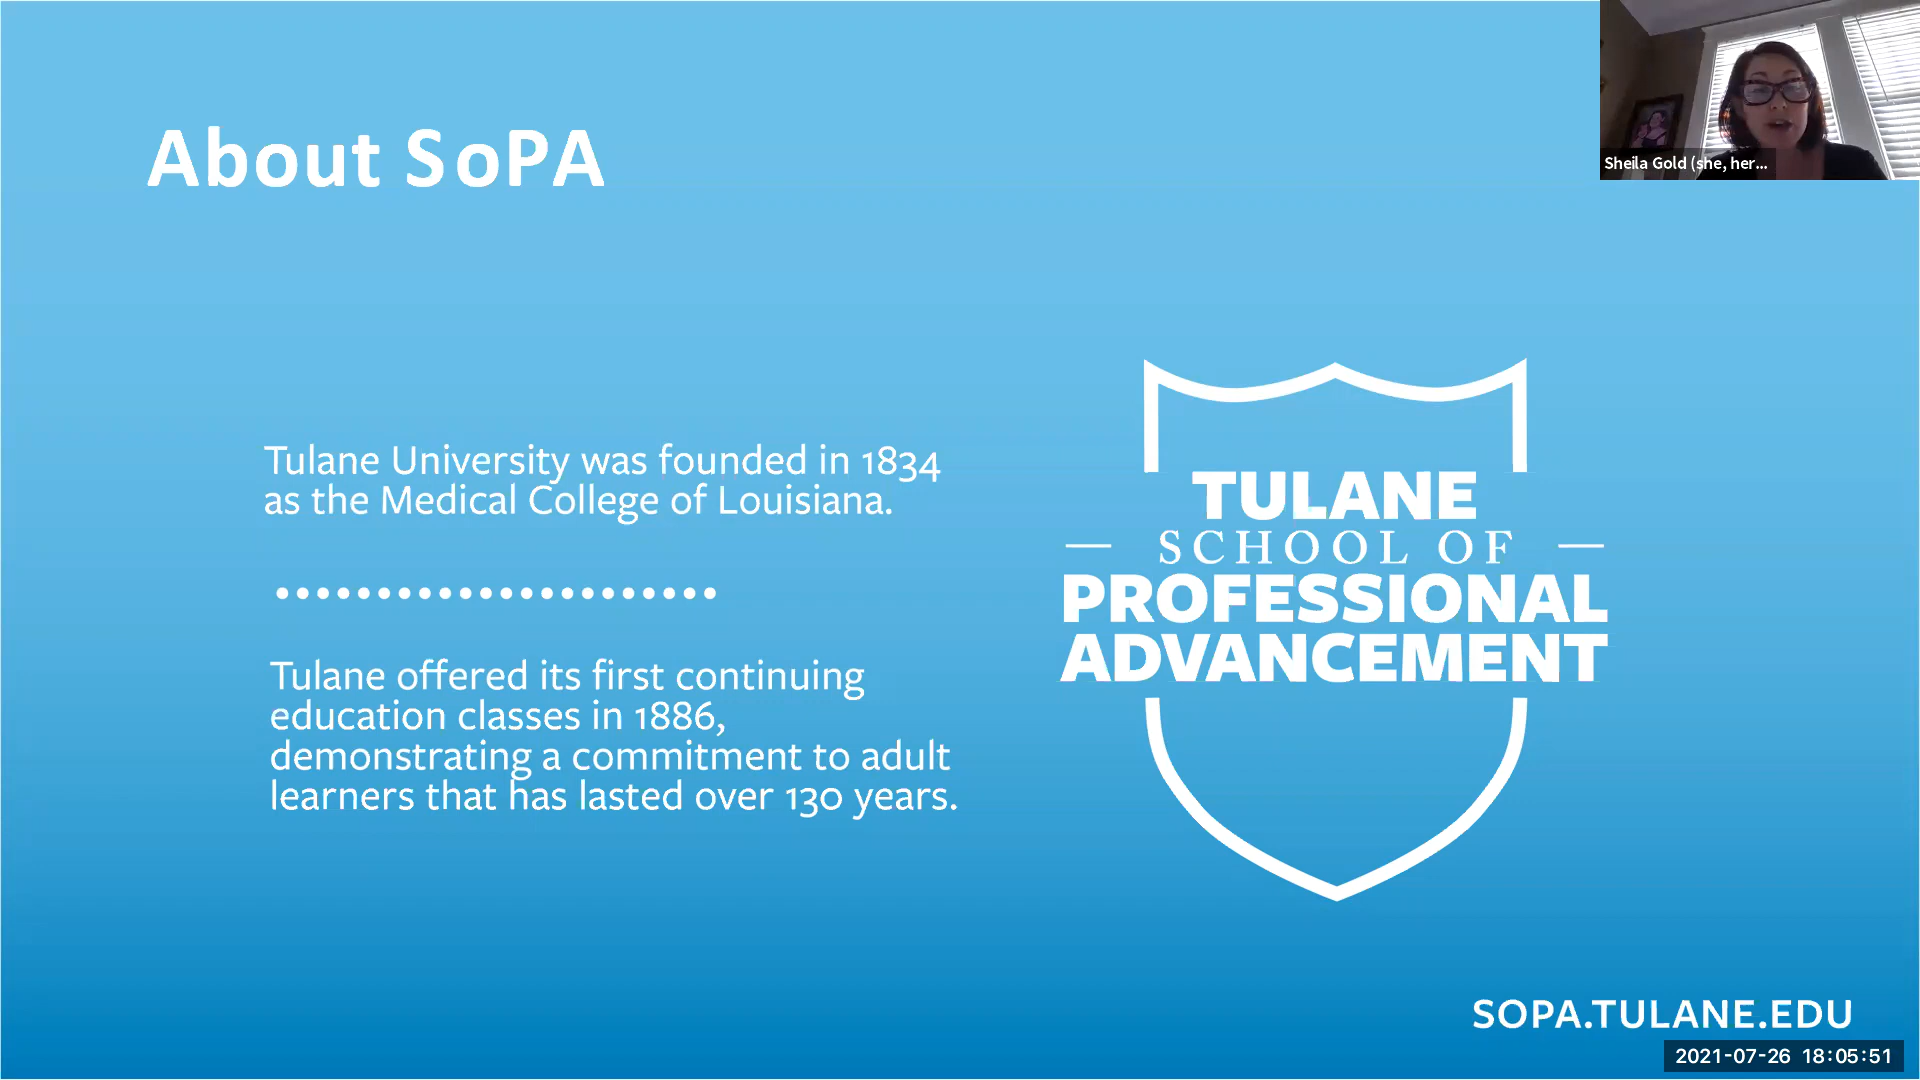 About SoPA
Sheila Gold (she, her...
Tulane University was founded in 1834
as the Medical College of Louisiana.
Tulane offered its first continuing
education classes in 1886,
demonstrating a commitment to adult
learners that has lasted over 130 years.
TULANE
— SCHOOL OF —
PROFESSIONAL
ADVANCEMENT
SOPA.TULANE.EDU
2021-07-26 18:05:51